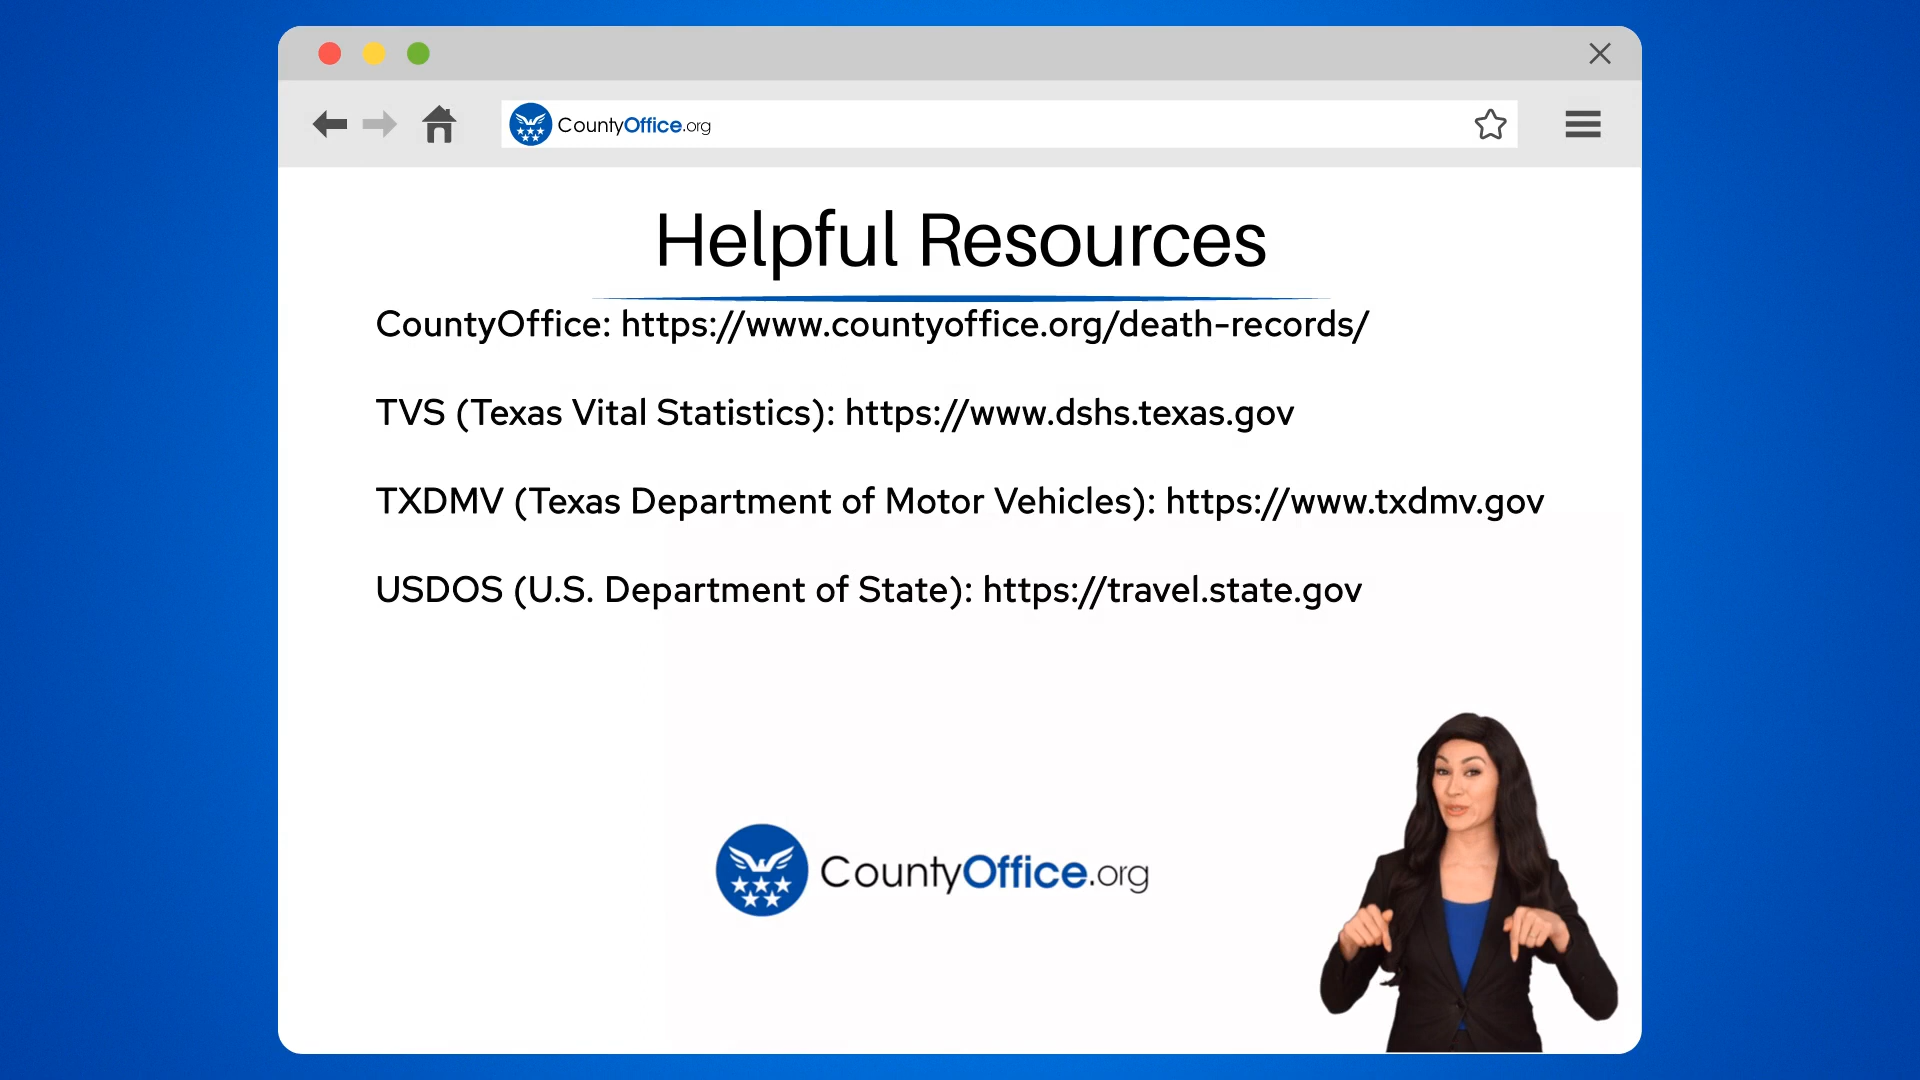 CountyOffice.org
Helpful Resources
CountyOffice: https://www.countyoffice.org/death-records/
TVS (Texas Vital Statistics): https://www.dshs.texas.gov
TXDMV (Texas Department of Motor Vehicles): https://www.txdmv.gov
USDOS (U.S. Department of State): https://travel.state.gov
CountyOffice.org